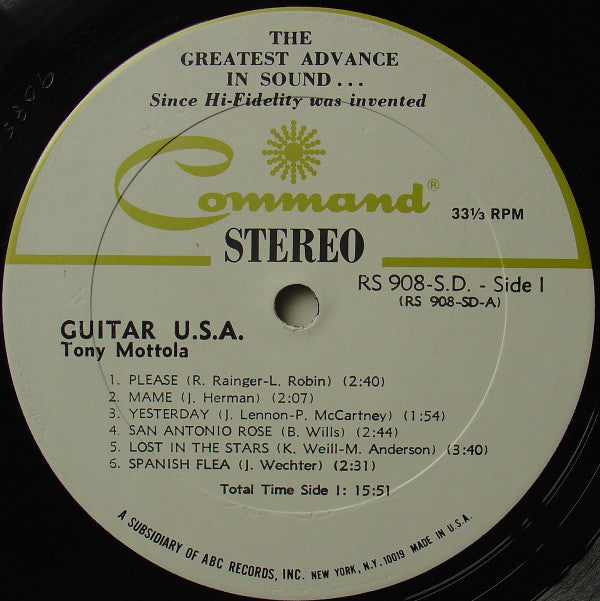 THE
GREATEST ADVANCE
IN SOUND...
Since Hi-Fidelity was invented
Command®
33⅓ RPM
STEREO
RS 908-S.D. - Side 1
(RS 908-SD-A)
GUITAR U.S.A.
Tony Mottola
1. PLEASE (R. Rainger-L. Robin) (2:40)
2. MAME (J. Herman) (2:07)
3. YESTERDAY (J. Lennon-P. McCartney) (1:54)
4. SAN ANTONIO ROSE (B. Wills) (2:44)
5. LOST IN THE STARS (K. Weill-M. Anderson) (3:40)
6. SPANISH FLEA (J. Wechter) (2:31)
Total Time Side 1: 15:51
A SUBSIDIARY OF ABC RECORDS, INC. NEW YORK, N.Y. 10019 MADE IN U.S.A.